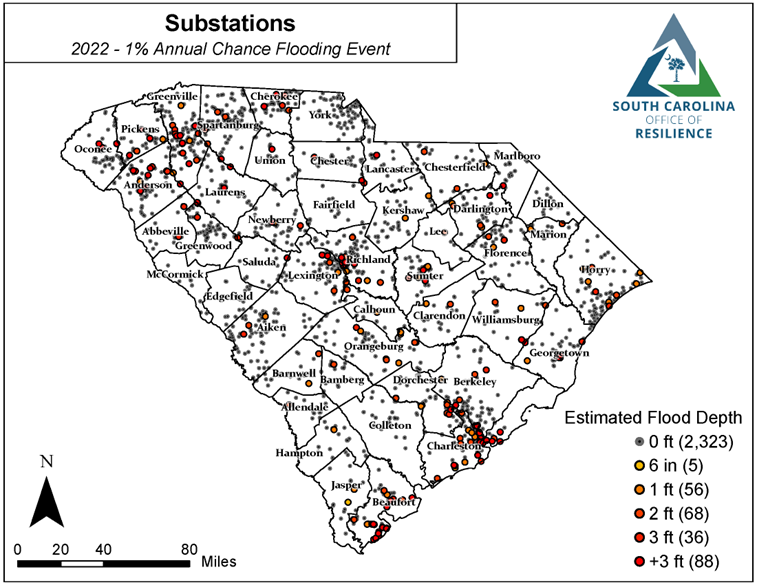 Substations
2022 - 1% Annual Chance Flooding Event
SOUTH CAROLINA
OFFICE OF
RESILIENCE
Greenville
Cherokee
Spartanburg
York
Pickens
Oconee
Union
Chester
Lancaster
Chesterfield
Marlboro
Anderson
Laurens
Fairfield
Kershaw
Darlington
Dillon
Newberry
Lee
Marion
Abbeville
Greenwood
Florence
Saluda
Richland
Lexington
Sumter
Horry
McCormick
Edgefield
Calhoun
Clarendon
Williamsburg
Aiken
Orangeburg
Georgetown
Barnwell
Bamberg
Dorchester
Berkeley
Allendale
Colleton
Charleston
Hampton
Jasper
Beaufort
Estimated Flood Depth
0 ft (2,323)
6 in (5)
1 ft (56)
2 ft (68)
3 ft (36)
+3 ft (88)
N
0 20 40 80
Miles